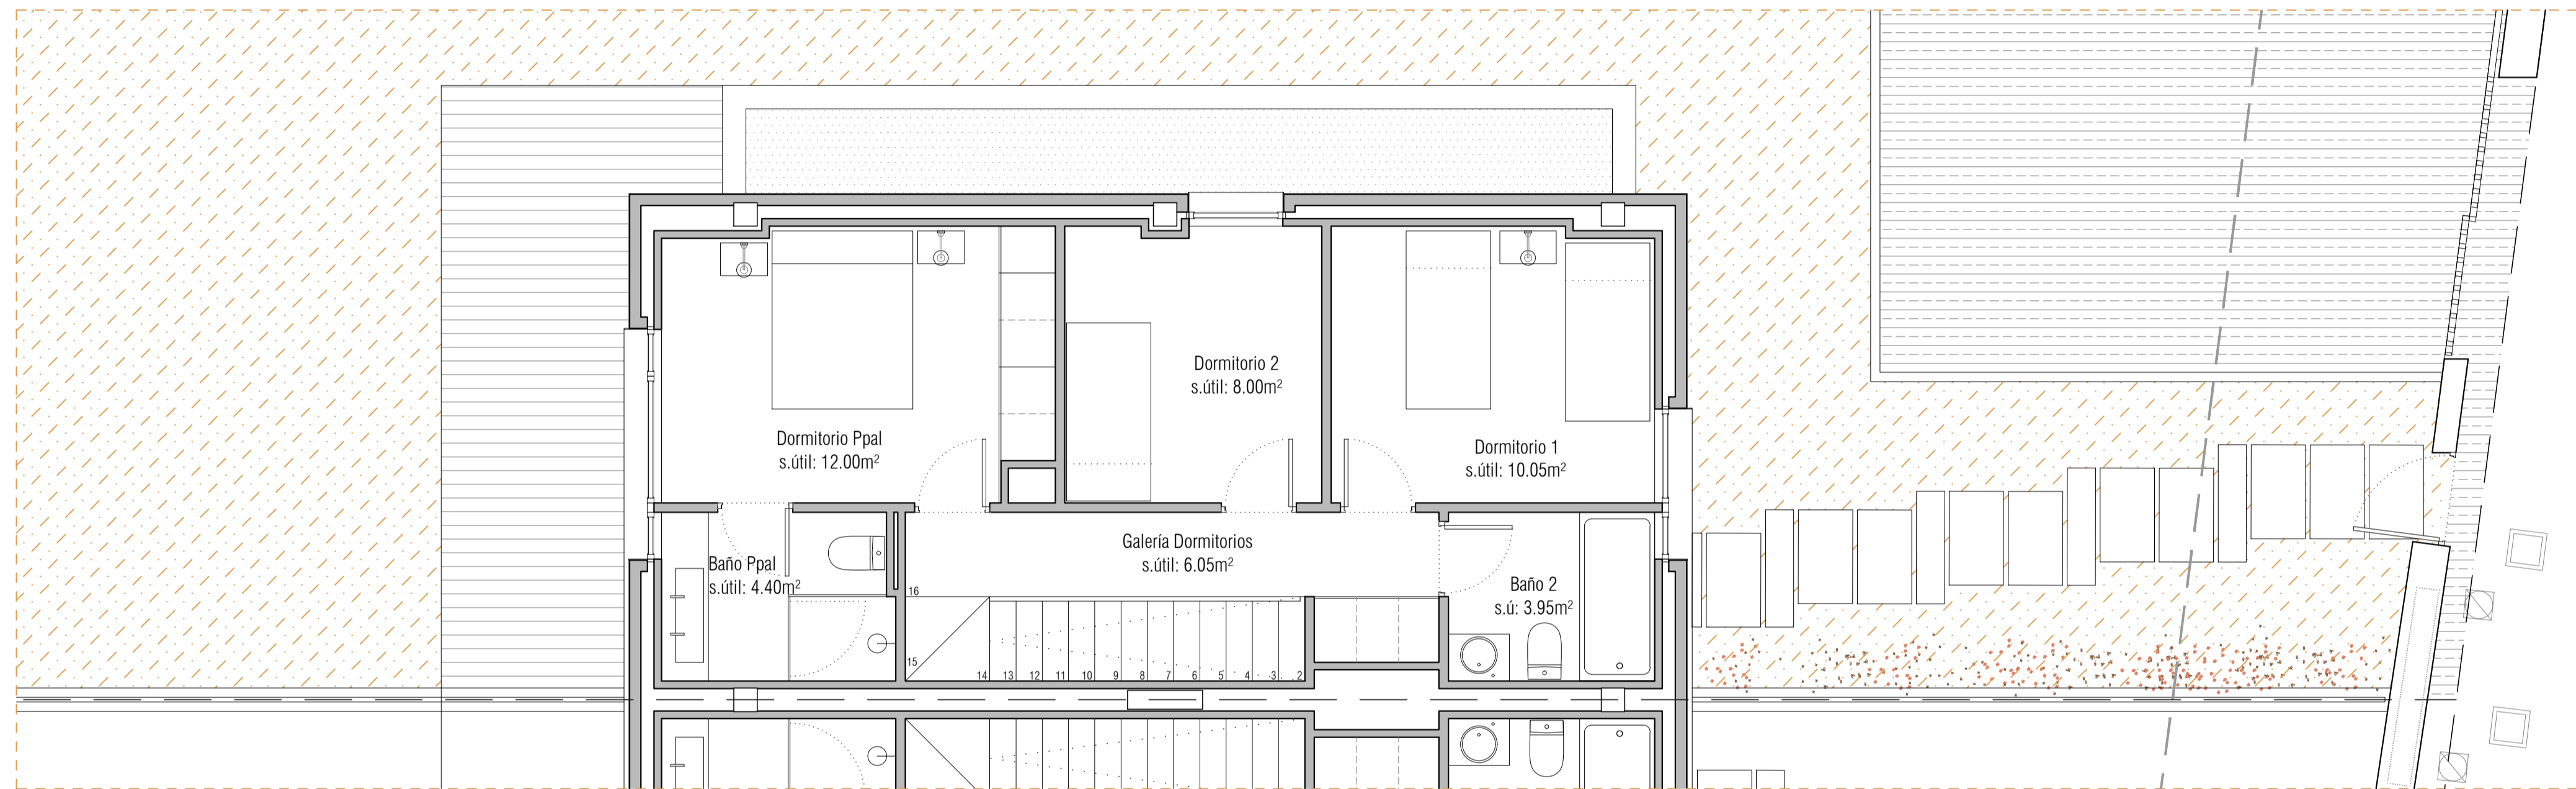 Dormitorio 2
s.útil: 8.00m²
Dormitorio Ppal
s.útil: 12.00m²
Dormitorio 1
s.útil: 10.05m²
Galería Dormitorios
s.útil: 6.05m²
Baño Ppal
s.útil: 4.40m²
Baño 2
s.ú: 3.95m²
16
15
14 13 12 11 10 9 8 7 6 5 4 3 2